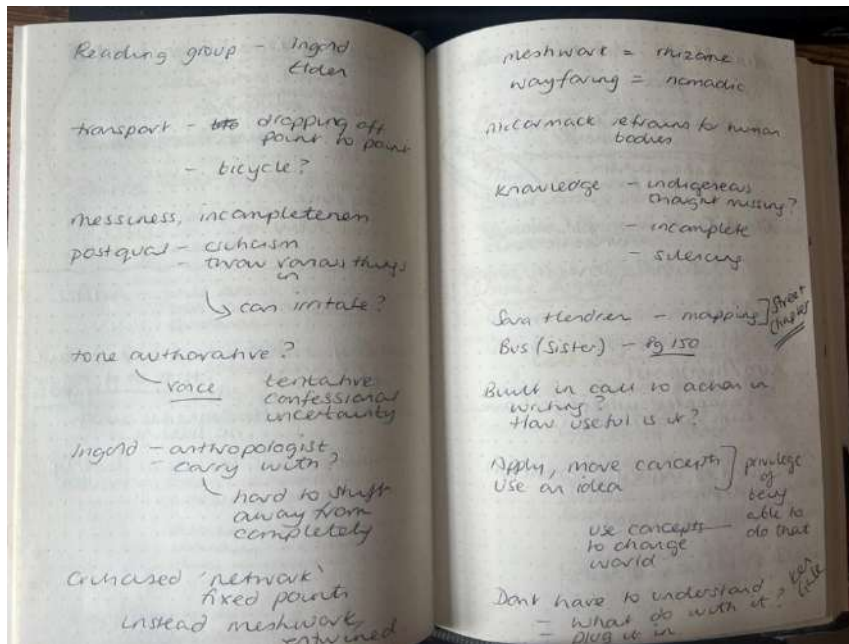 Reading group - Ingold
Elden
transport - dropping off
point to point
- bicycle?
messiness, incompleteness
postqual - criticism
- throw various things
in
↳ can irritate?
tone authorative?
voice tentative
confessional
uncertainty
Ingold - anthropologist
- carry with?
hard to shift
away from
completely
Criticised 'network'
fixed points
instead meshwork,
entwined
meshwork = rhizome
wayfaring = nomadic
McCormack refrains to human
bodies
Knowledge - indigenous
thought missing?
- incomplete
- silencing
Sara Hendren - mapping ] Street
Chapter
Bus (Sister) - Pg 150
Built in call to action in
writing?
How useful is it?
Apply, move concepts ] privilege
use an idea of
being
able to
use concepts do that
to change
world
Dont have to understand
- what do with it?
= plug it in